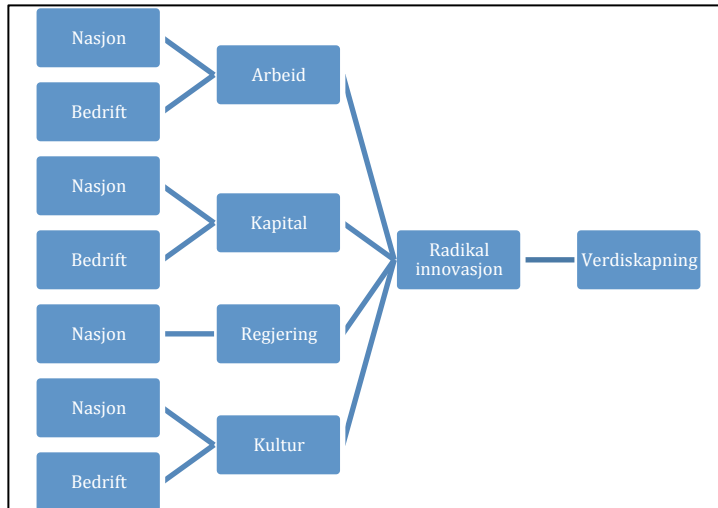 Nasjon
Bedrift
Arbeid
Nasjon
Bedrift
Kapital
Nasjon
Regjering
Nasjon
Bedrift
Kultur
Radikal
innovasjon
Verdiskapning